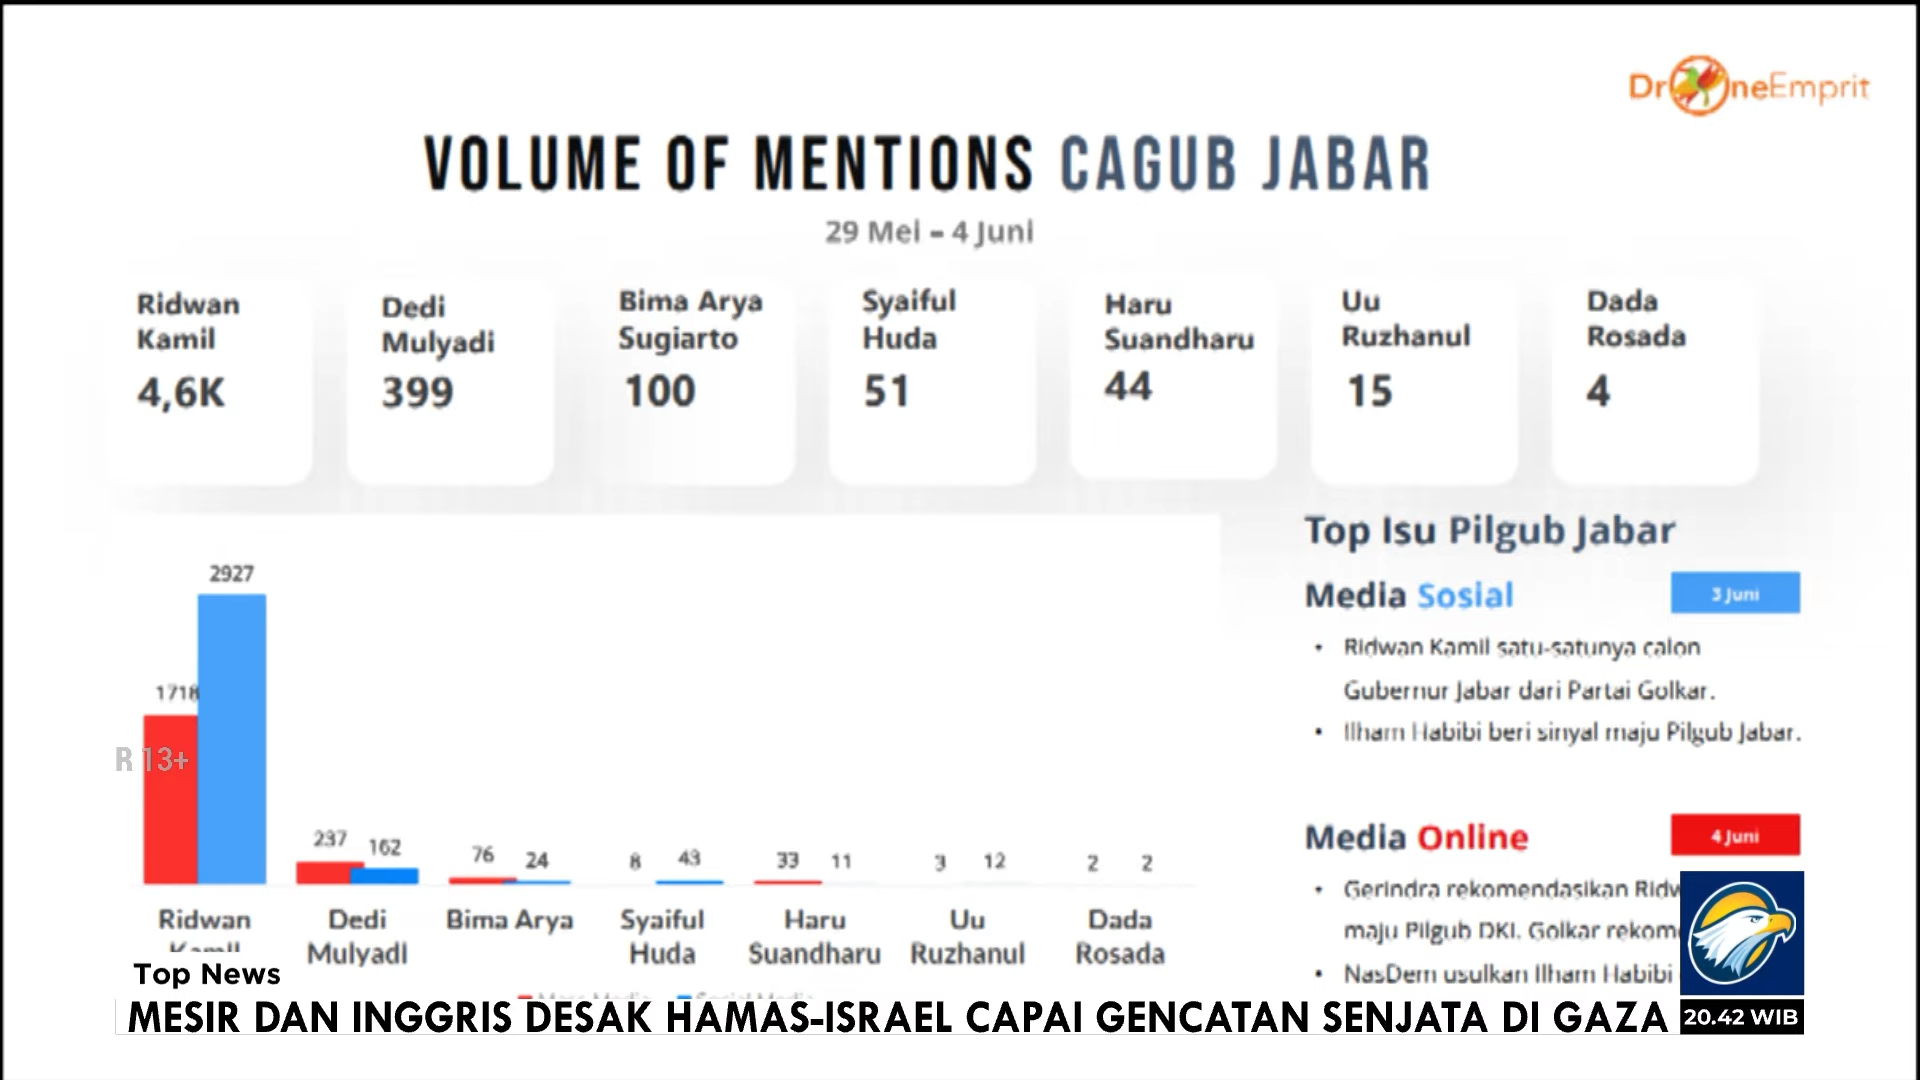 DroneEmprit
VOLUME OF MENTIONS CAGUB JABAR
29 Mei – 4 Juni
Ridwan
Kamil
4,6K
Dedi
Mulyadi
399
Bima Arya
Sugiarto
100
Syaiful
Huda
51
Haru
Suandharu
44
Uu
Ruzhanul
15
Dada
Rosada
4
2927
1718
237
162
76
24
8
43
33
11
3
12
2
2
Ridwan
Kamil
Dedi
Mulyadi
Bima Arya
Syaiful
Huda
Haru
Suandharu
Uu
Ruzhanul
Dada
Rosada
R 13+
Top Isu Pilgub Jabar
Media Sosial
3 Juni
• Ridwan Kamil satu-satunya calon
Gubernur Jabar dari Partai Golkar.
• Ilham Habibi beri sinyal maju Pilgub Jabar.
Media Online
4 Juni
• Gerindra rekomendasikan
maju Pilgub DKI. Golkar
• NasDem usulkan Ilham Habibi
Top News
MESIR DAN INGGRIS DESAK HAMAS-ISRAEL CAPAI GENCATAN SENJATA DI GAZA
20.42 WIB